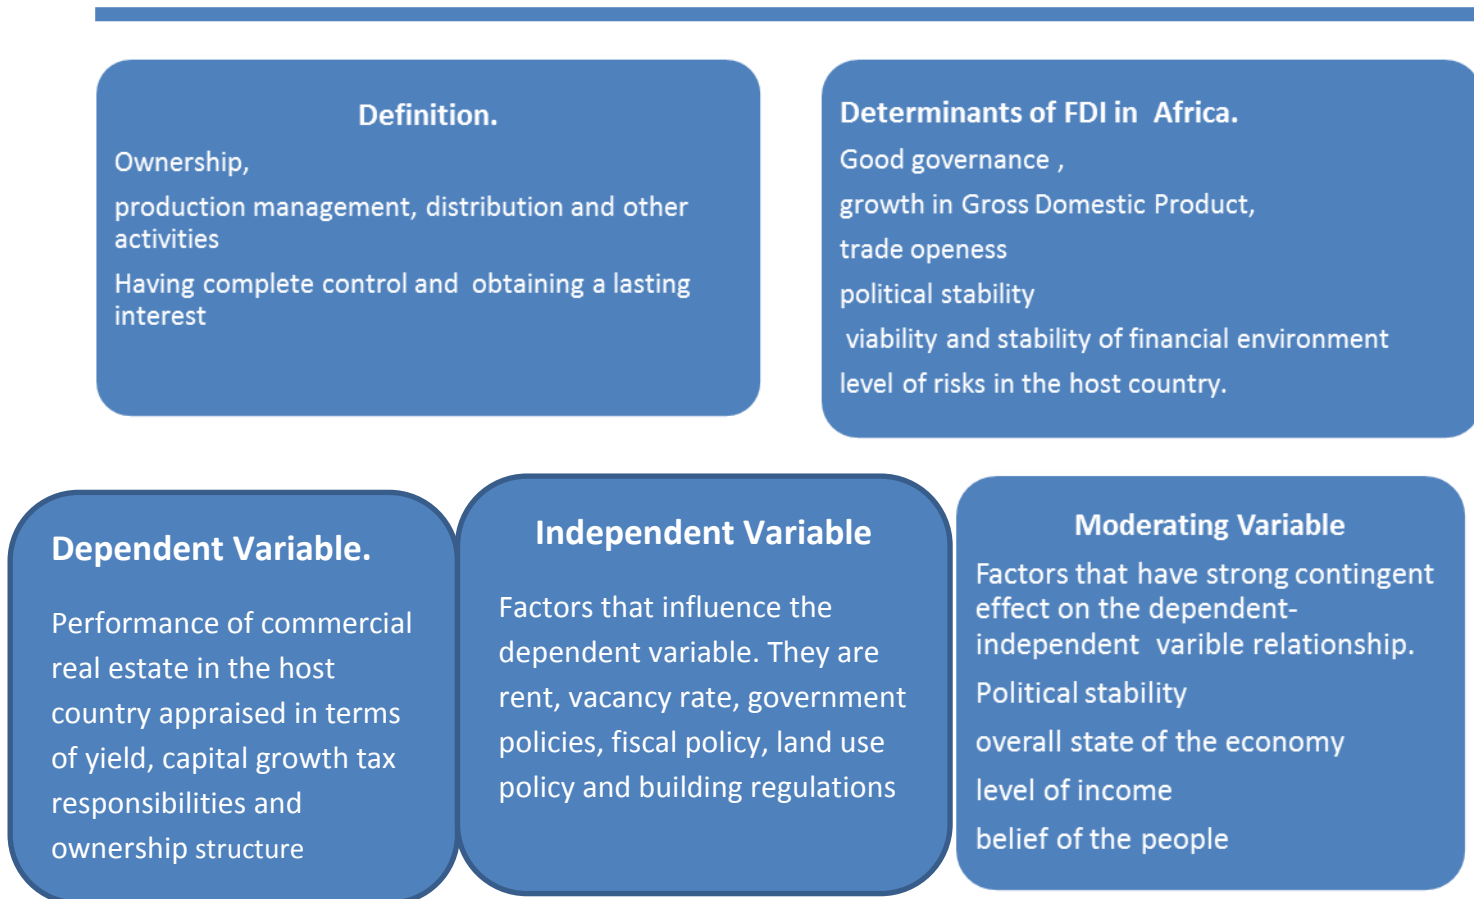 Definition.
Ownership,
production management, distribution and other
activities
Having complete control and obtaining a lasting
interest
Determinants of FDI in Africa.
Good governance ,
growth in Gross Domestic Product,
trade openess
political stability
viability and stability of financial environment
level of risks in the host country.
Dependent Variable.
Performance of commercial
real estate in the host
country appraised in terms
of yield, capital growth tax
responsibilities and
ownership structure
Independent Variable
Factors that influence the
dependent variable. They are
rent, vacancy rate, government
policies, fiscal policy, land use
policy and building regulations
Moderating Variable
Factors that have strong contingent
effect on the dependent-
independent varible relationship.
Political stability
overall state of the economy
level of income
belief of the people